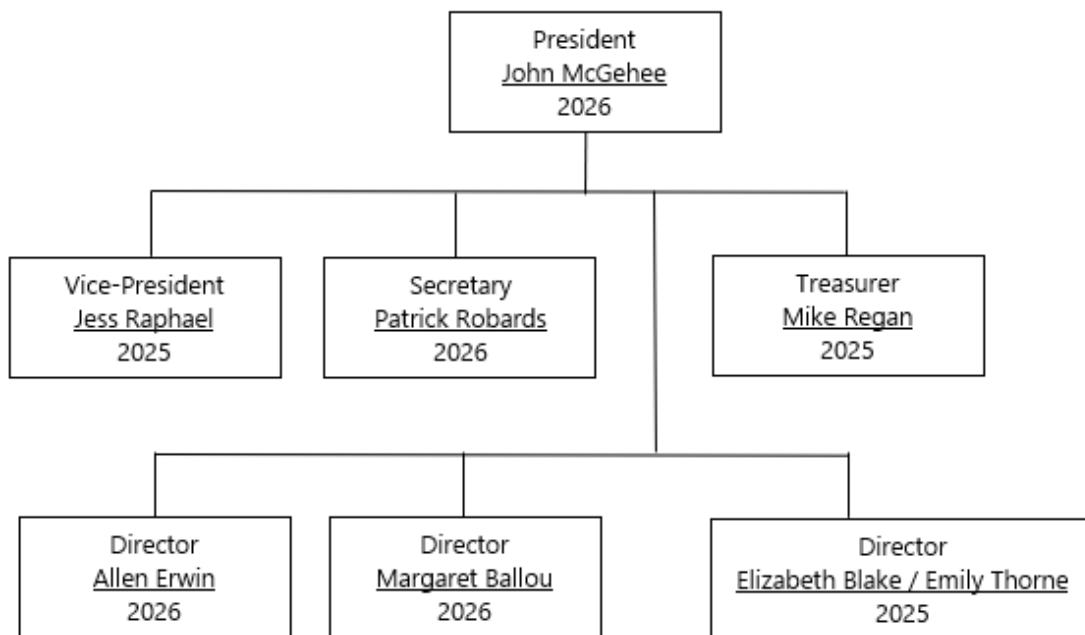 President
John McGehee
2026
Vice-President
Jess Raphael
2025
Secretary
Patrick Robards
2026
Treasurer
Mike Regan
2025
Director
Allen Erwin
2026
Director
Margaret Ballou
2026
Director
Elizabeth Blake / Emily Thorne
2025